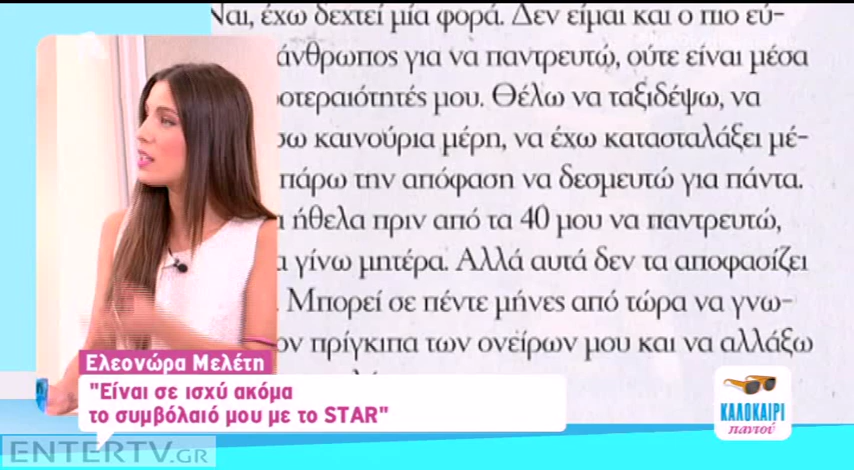 Ναι, έχω δεχτεί μία φορά. Δεν είμαι και ο πιο εύ-
άνθρωπος για να παντρευτώ, ούτε είναι μέσα
οτεραιότητές μου. Θέλω να ταξιδέψω, να
σω καινούρια μέρη, να έχω κατασταλάξει μέ-
πάρω την απόφαση να δεσμευτώ για πάντα.
ι ήθελα πριν από τα 40 μου να παντρευτώ,
α γίνω μητέρα. Αλλά αυτά δεν τα αποφασίζει
. Μπορεί σε πέντε μήνες από τώρα να γνω-
ον πρίγκιπα των ονείρων μου και να αλλάξω
Ελεονώρα Μελέτη
"Είναι σε ισχύ ακόμα
το συμβόλαιό μου με το STAR"
ΚΑΛΟΚΑΙΡΙ
παντού
ENTERTV.GR